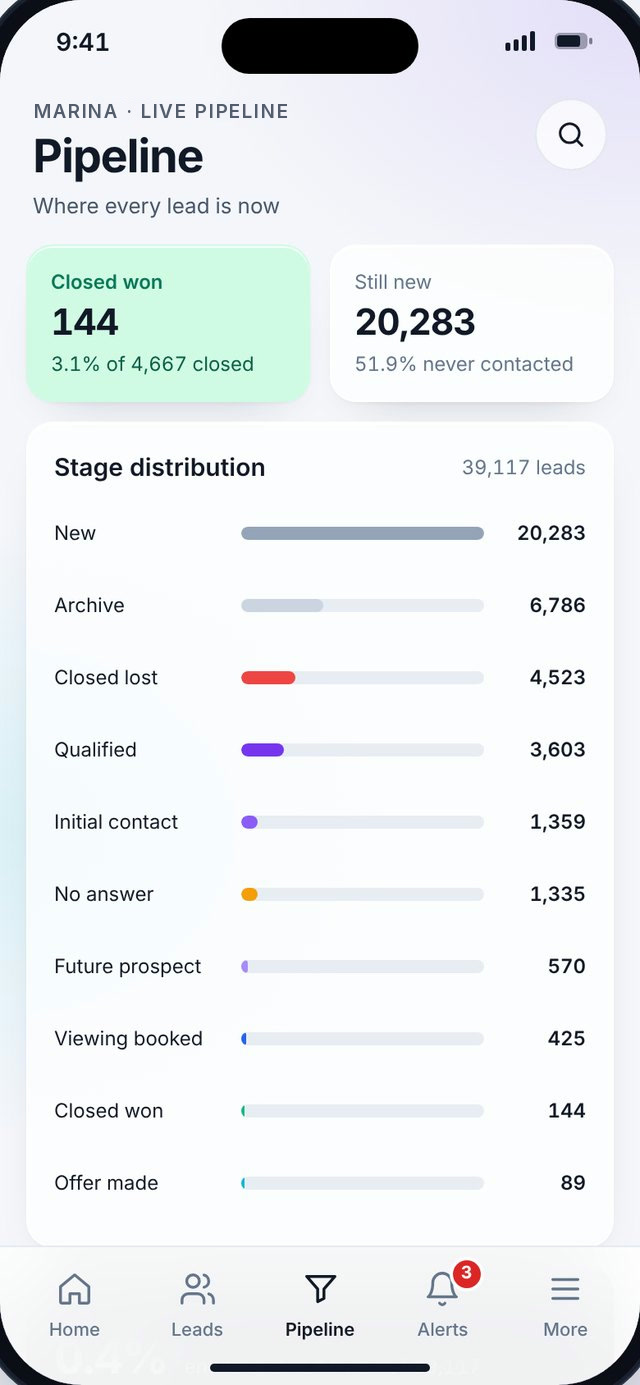 9:41
MARINA · LIVE PIPELINE
Pipeline
Where every lead is now
Closed won
144
3.1% of 4,667 closed
Still new
20,283
51.9% never contacted
Stage distribution 39,117 leads
New 20,283
Archive 6,786
Closed lost 4,523
Qualified 3,603
Initial contact 1,359
No answer 1,335
Future prospect 570
Viewing booked 425
Closed won 144
Offer made 89
3
Home Leads Pipeline Alerts More
0.4%